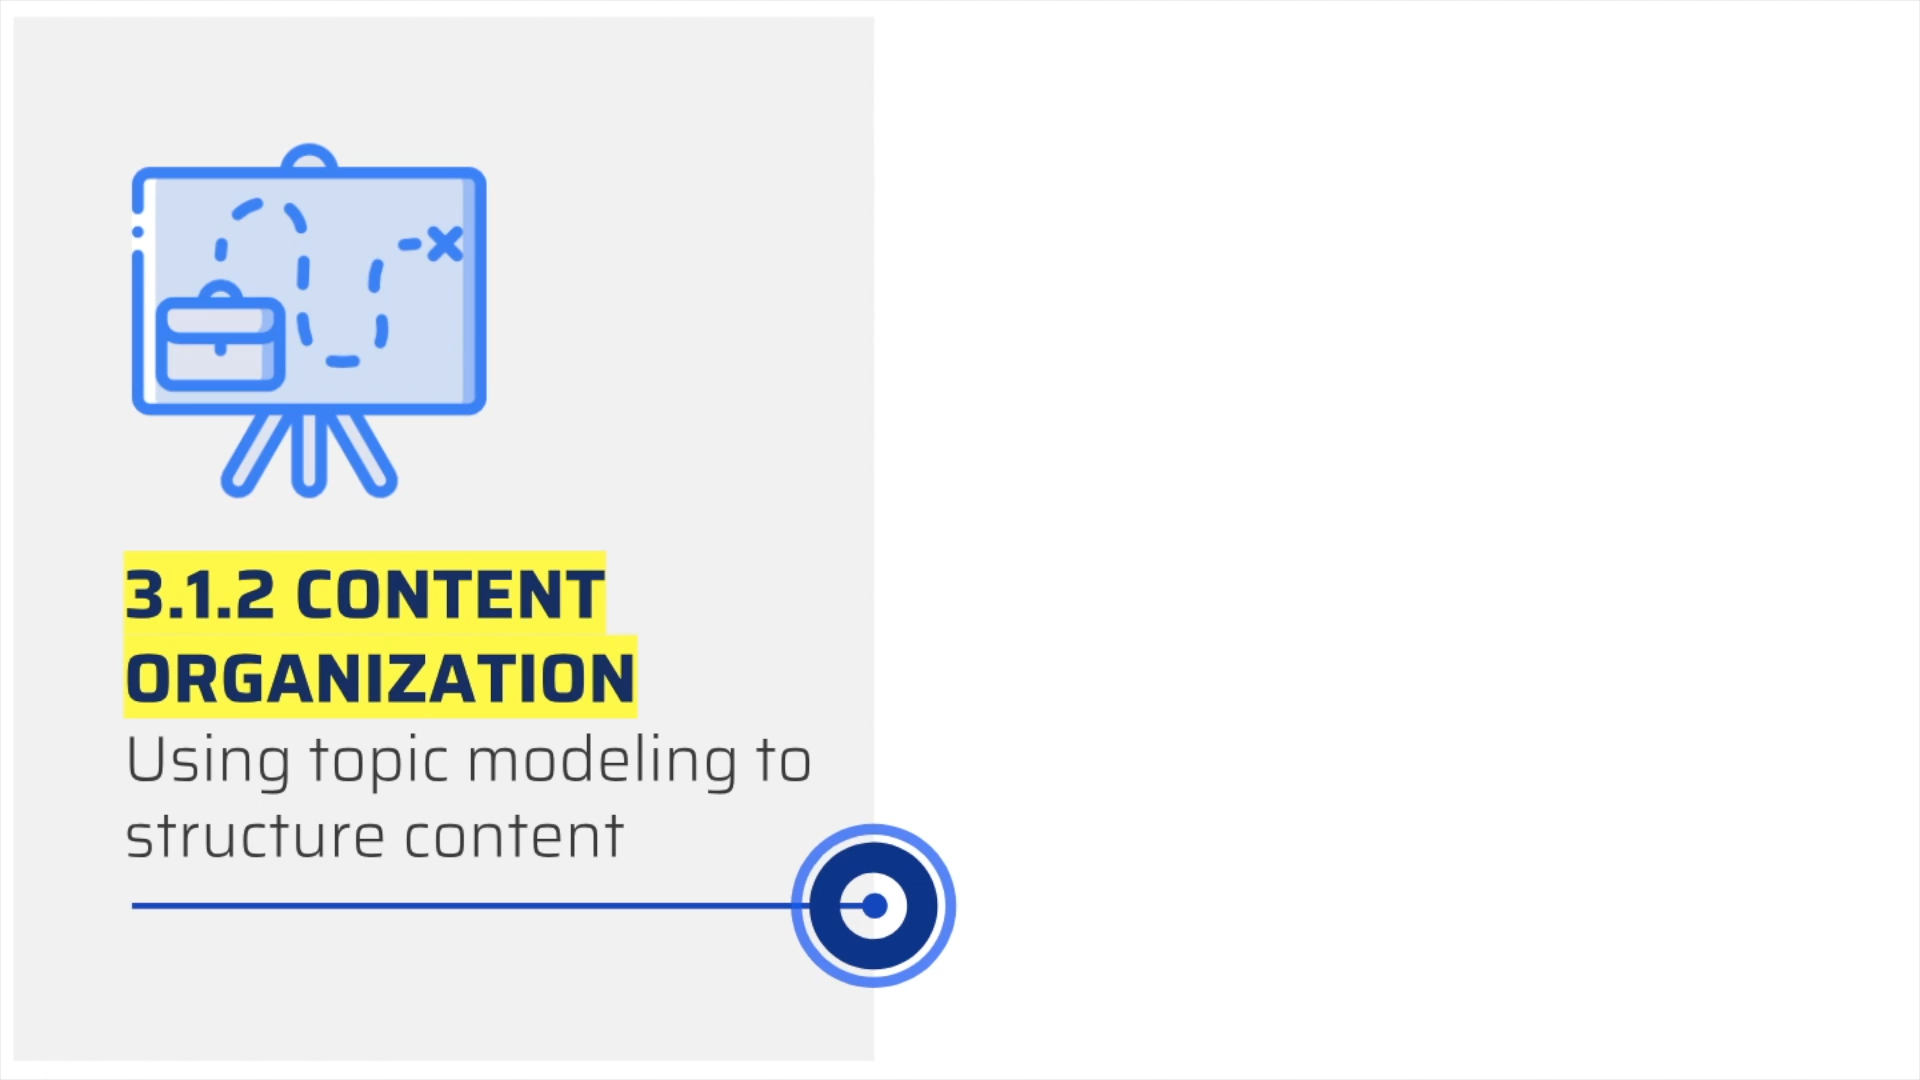 3.1.2 CONTENT
ORGANIZATION
Using topic modeling to
structure content